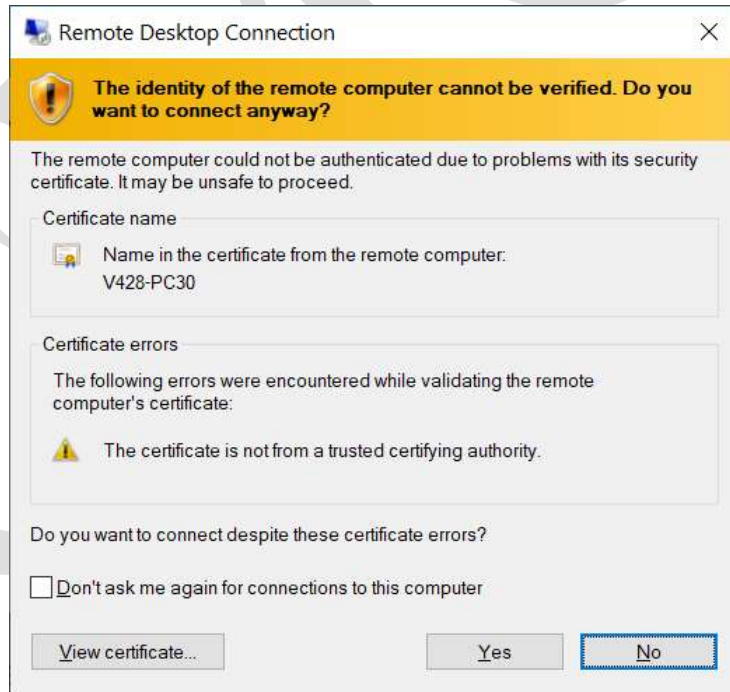 Remote Desktop Connection
The identity of the remote computer cannot be verified. Do you
want to connect anyway?
The remote computer could not be authenticated due to problems with its security
certificate. It may be unsafe to proceed.
Certificate name
Name in the certificate from the remote computer:
V428-PC30
Certificate errors
The following errors were encountered while validating the remote
computer's certificate:
The certificate is not from a trusted certifying authority.
Do you want to connect despite these certificate errors?
Don't ask me again for connections to this computer
View certificate...
Yes
No